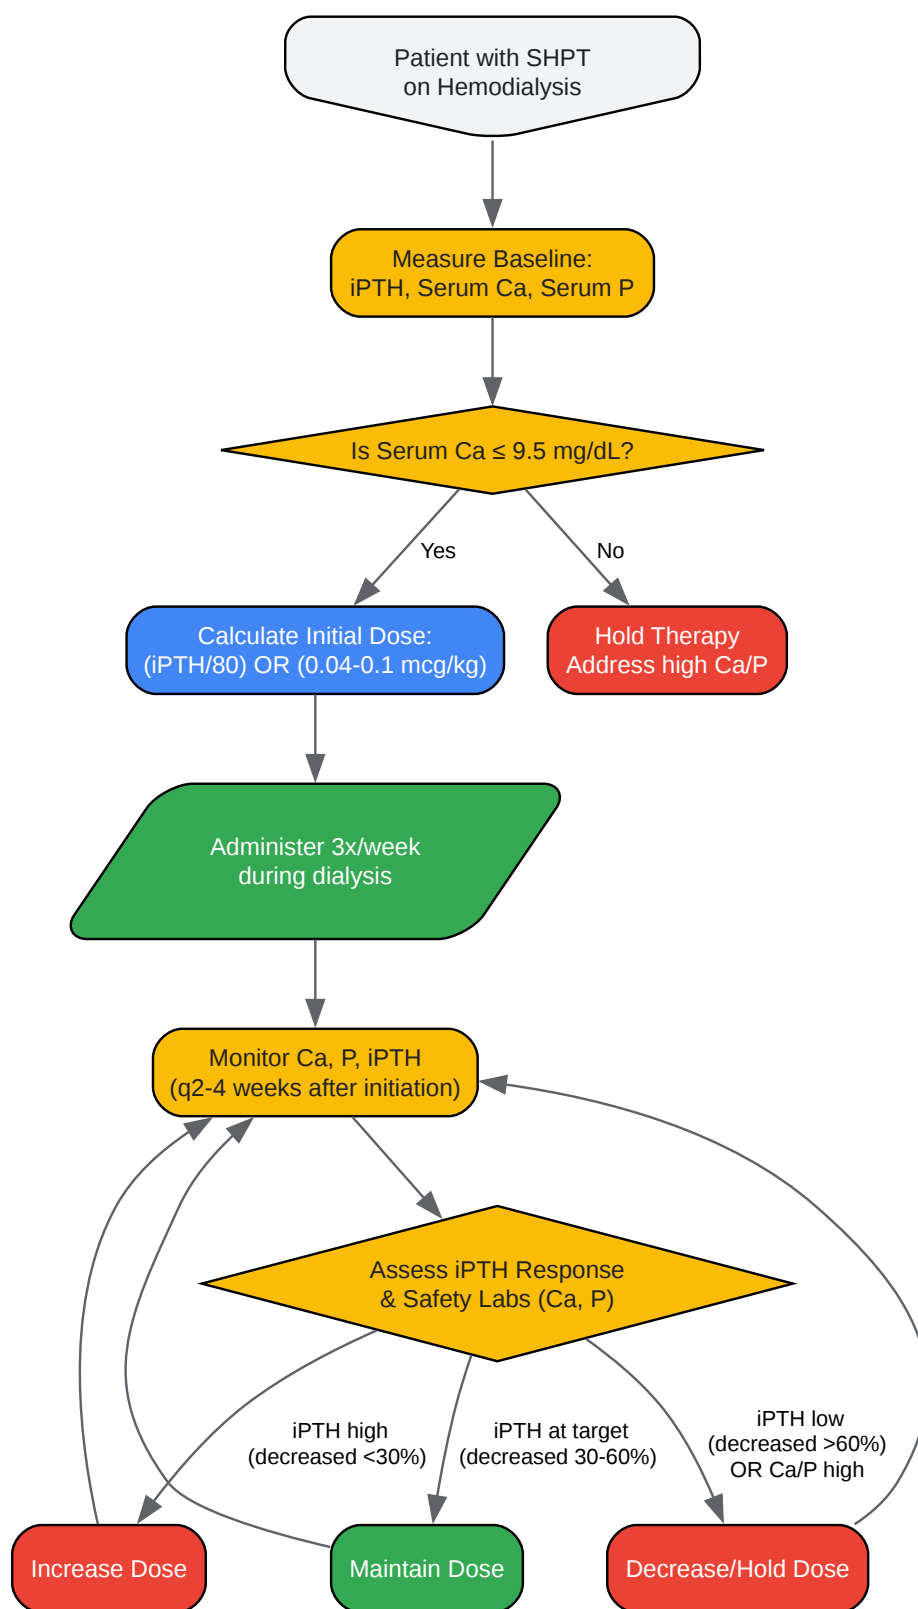 Patient with SHPT
on Hemodialysis
Measure Baseline:
iPTH, Serum Ca, Serum P
Is Serum Ca ≤ 9.5 mg/dL?
Yes
No
Calculate Initial Dose:
(iPTH/80) OR (0.04-0.1 mcg/kg)
Hold Therapy
Address high Ca/P
Administer 3x/week
during dialysis
Monitor Ca, P, iPTH
(q2-4 weeks after initiation)
Assess iPTH Response
& Safety Labs (Ca, P)
iPTH high
(decreased <30%)
iPTH at target
(decreased 30-60%)
iPTH low
(decreased >60%)
OR Ca/P high
Increase Dose
Maintain Dose
Decrease/Hold Dose